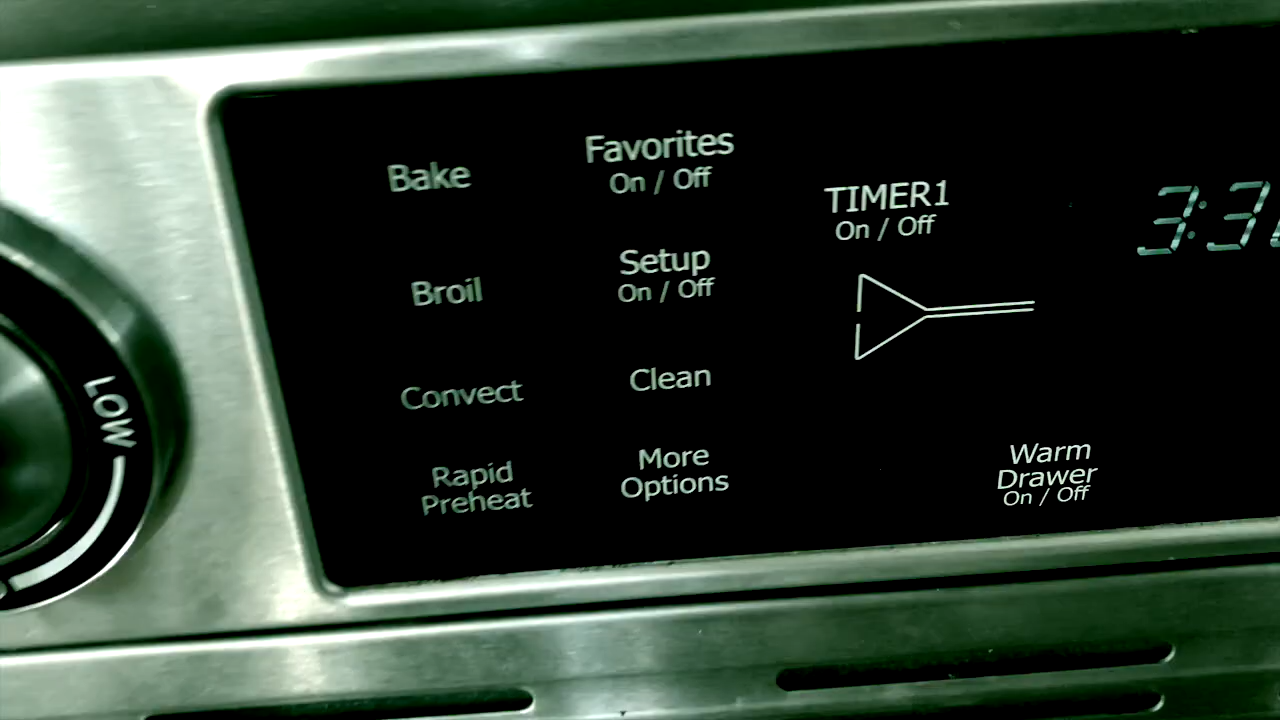 Bake
Favorites
On / Off
TIMER1
On / Off
Broil
Setup
On / Off
Convect
Clean
LOW
Rapid
Preheat
More
Options
Warm
Drawer
On / Off